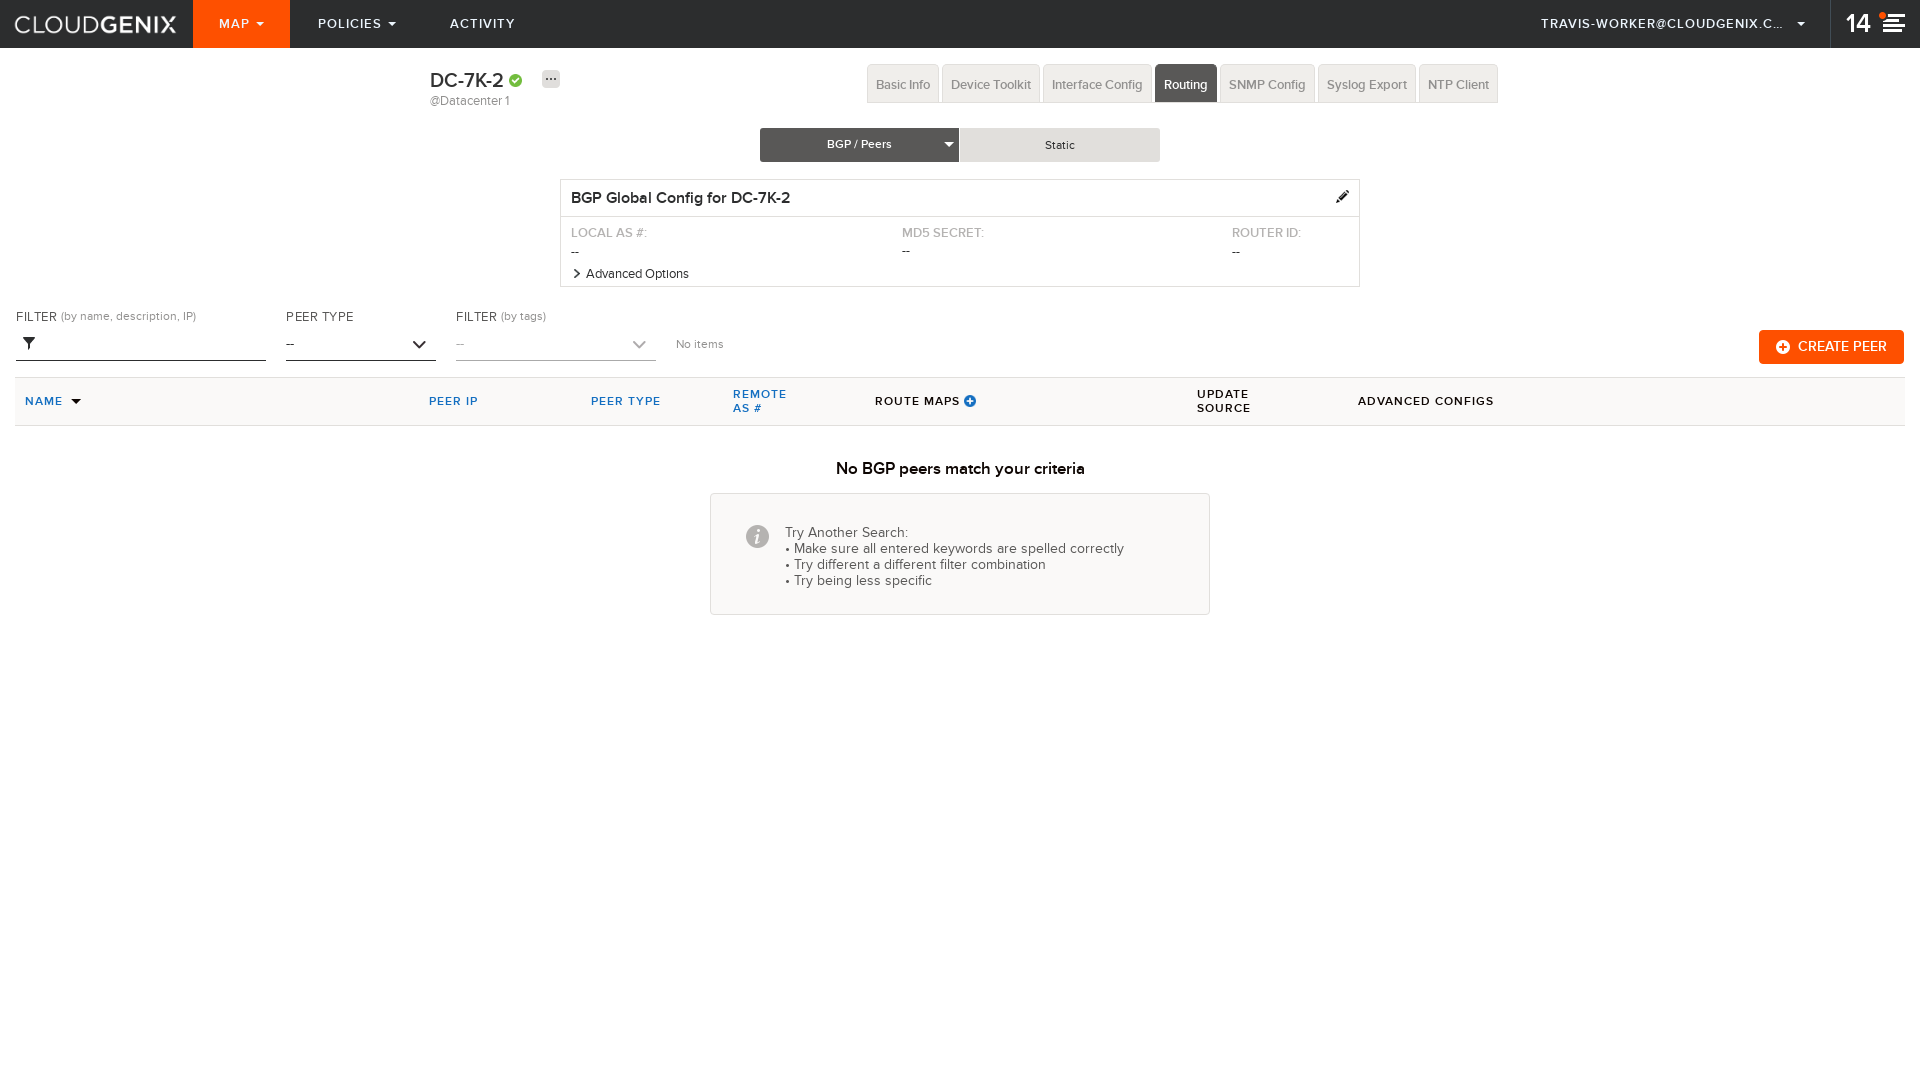 CLOUDGENIX
MAP
POLICIES
ACTIVITY
TRAVIS-WORKER@CLOUDGENIX.C...
14
DC-7K-2
@Datacenter 1
Basic Info
Device Toolkit
Interface Config
Routing
SNMP Config
Syslog Export
NTP Client
BGP / Peers
Static
BGP Global Config for DC-7K-2
LOCAL AS #:
--
MD5 SECRET:
--
ROUTER ID:
--
Advanced Options
FILTER (by name, description, IP)
PEER TYPE
--
FILTER (by tags)
--
No items
CREATE PEER
NAME
PEER IP
PEER TYPE
REMOTE
AS #
ROUTE MAPS
UPDATE
SOURCE
ADVANCED CONFIGS
No BGP peers match your criteria
Try Another Search:
• Make sure all entered keywords are spelled correctly
• Try different a different filter combination
• Try being less specific